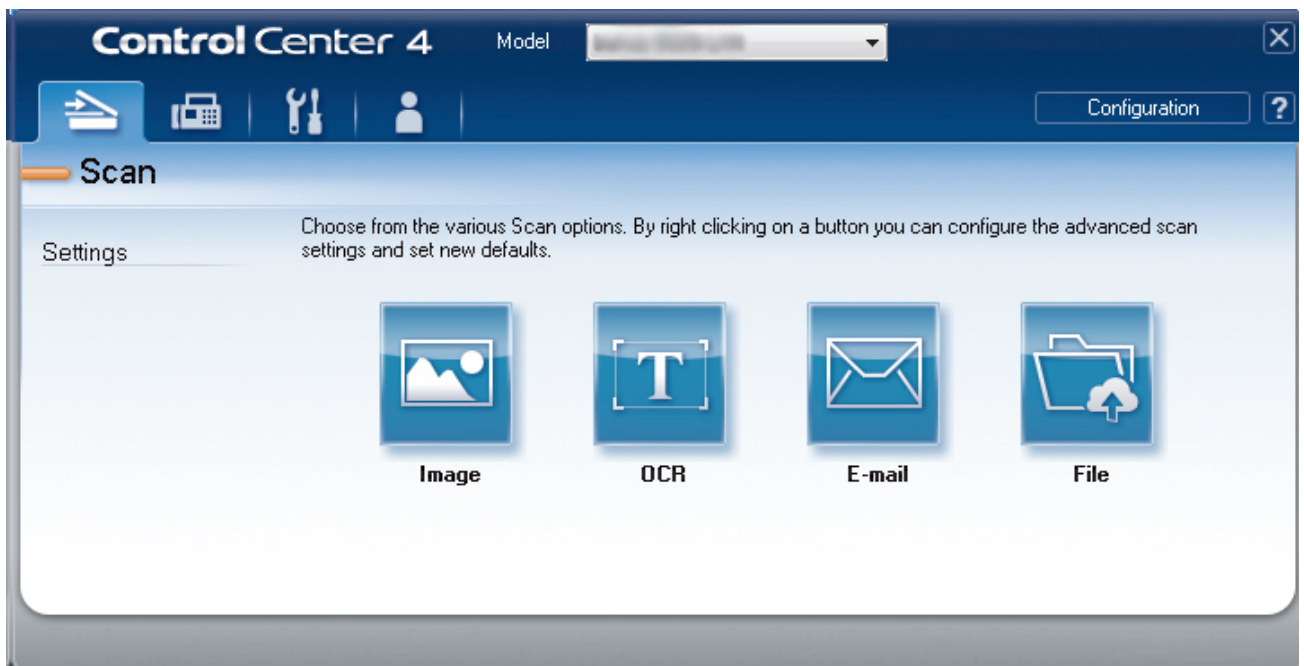 Control Center 4
Model
Configuration
?
Scan
Settings
Choose from the various Scan options. By right clicking on a button you can configure the advanced scan
settings and set new defaults.
T
Image
OCR
E-mail
File